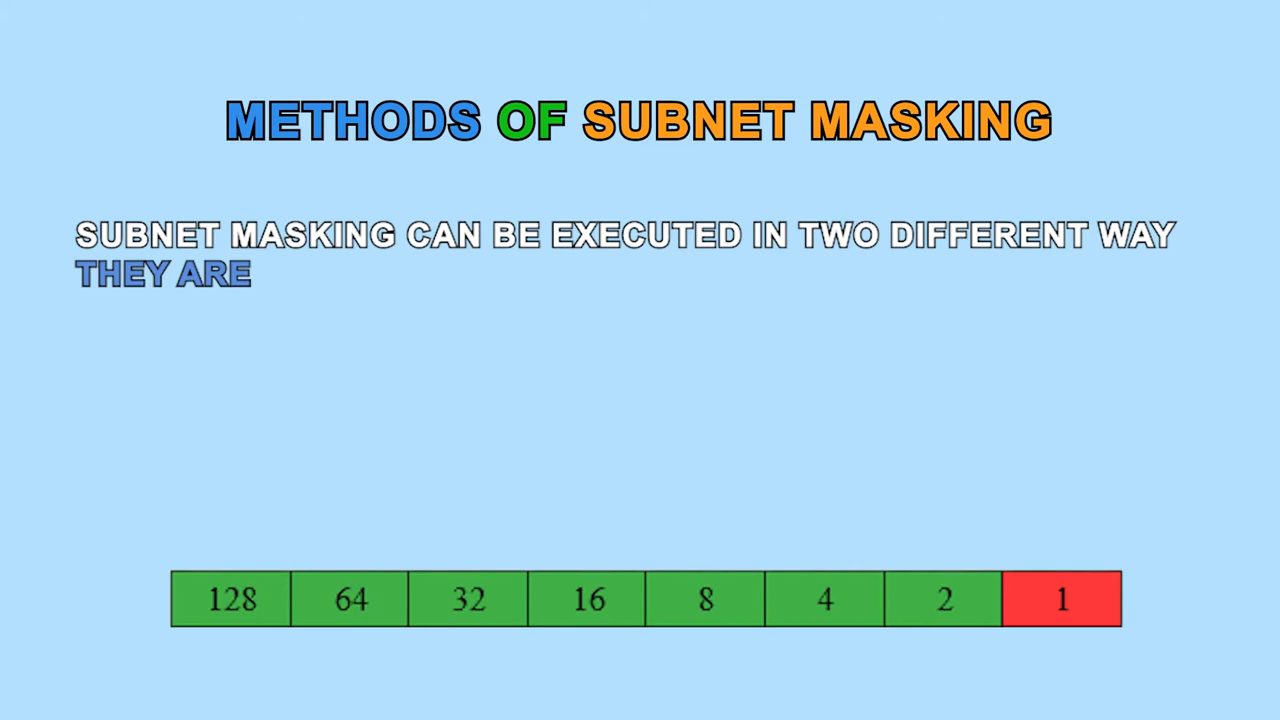 METHODS OF SUBNET MASKING
SUBNET MASKING CAN BE EXECUTED IN TWO DIFFERENT WAY
THEY ARE
128 64 32 16 8 4 2 1